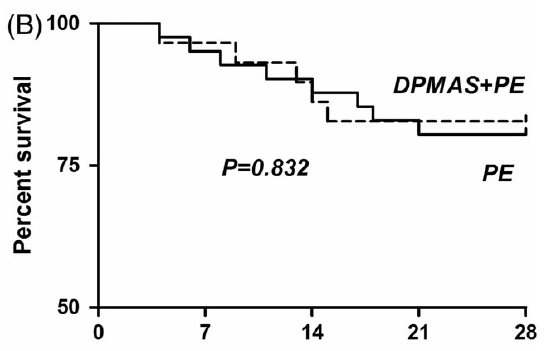 (B)
100
75
50
Percent survival
DPMAS+PE
P=0.832
PE
0 7 14 21 28